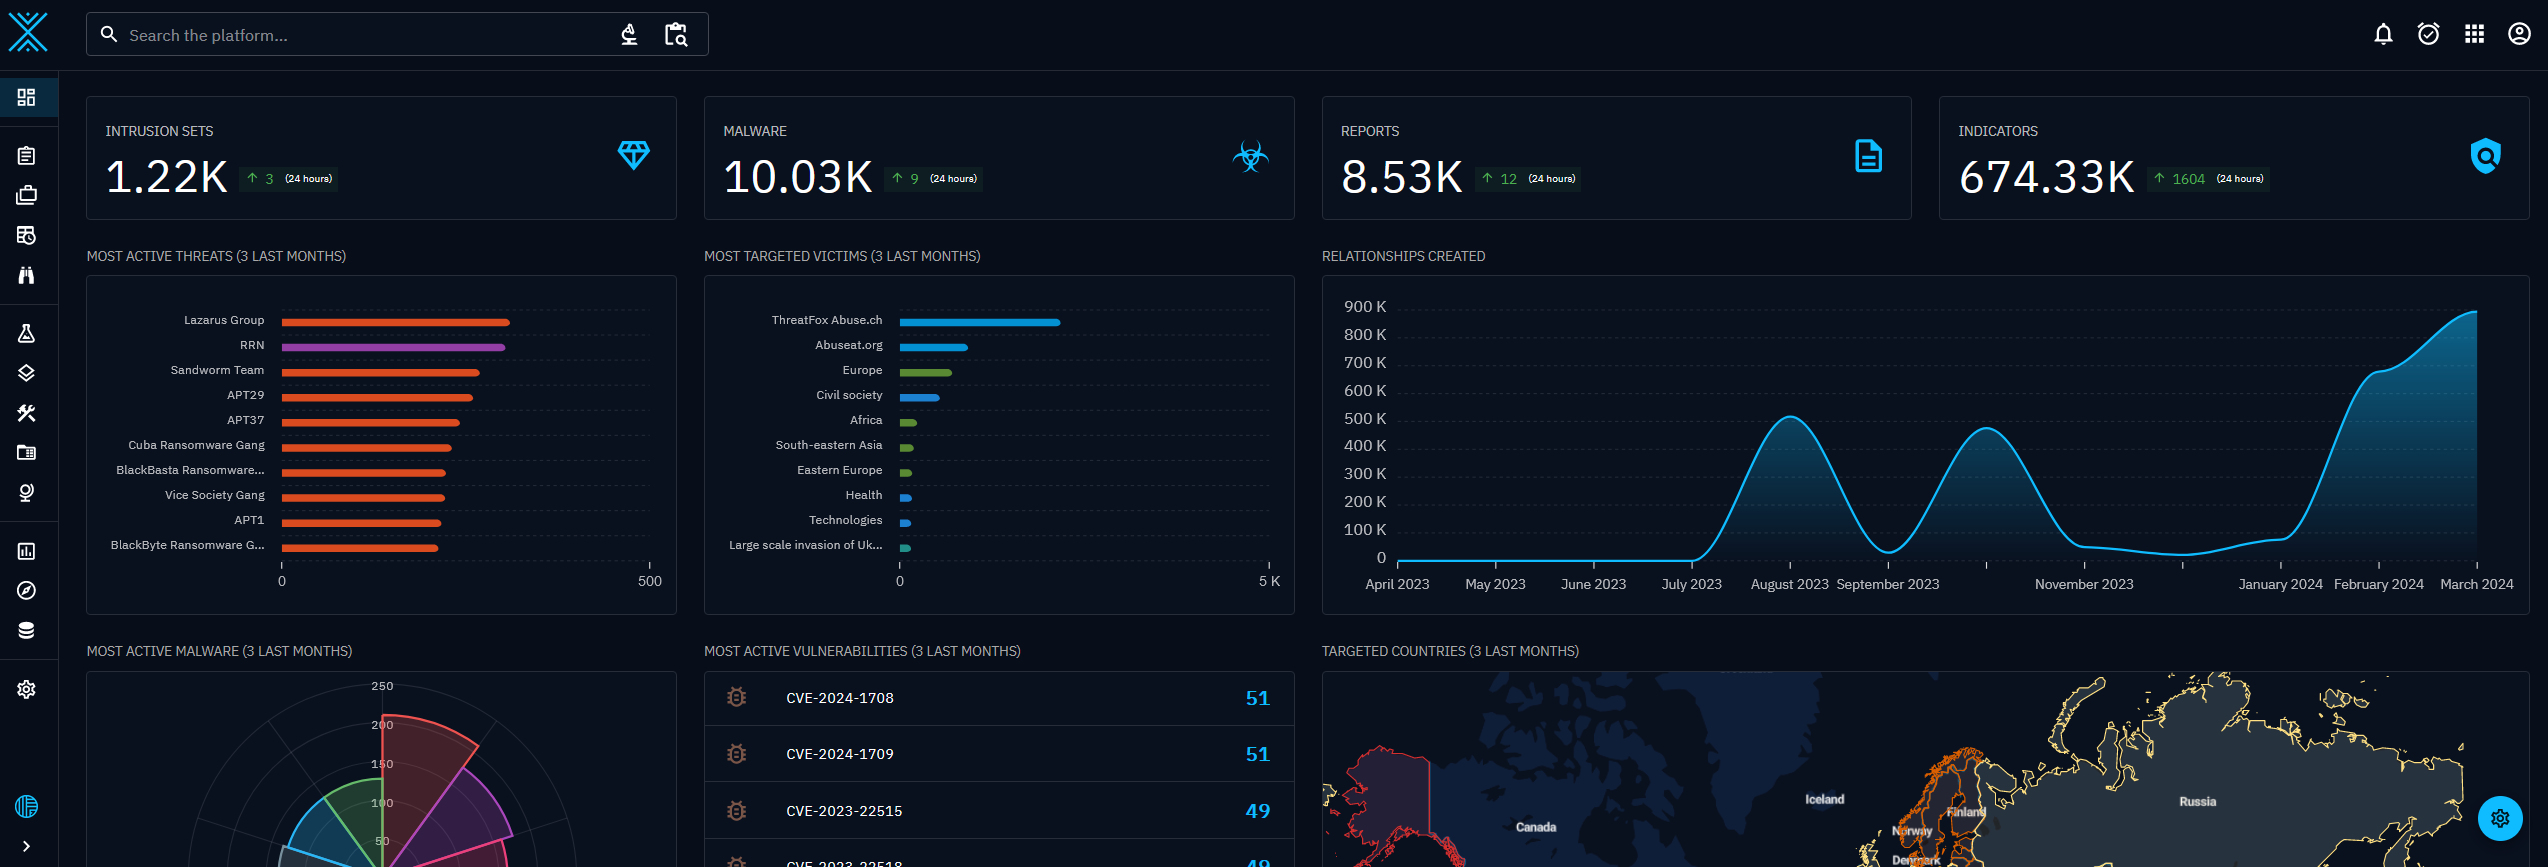 Search the platform...
INTRUSION SETS
1.22K 3 (24 hours)
MALWARE
10.03K 9 (24 hours)
REPORTS
8.53K 12 (24 hours)
INDICATORS
674.33K 1604 (24 hours)
MOST ACTIVE THREATS (3 LAST MONTHS)
Lazarus Group
RRN
Sandworm Team
APT29
APT37
Cuba Ransomware Gang
BlackBasta Ransomware...
Vice Society Gang
APT1
BlackByte Ransomware G...
0 500
MOST TARGETED VICTIMS (3 LAST MONTHS)
ThreatFox Abuse.ch
Abuseat.org
Europe
Civil society
Africa
South-eastern Asia
Eastern Europe
Health
Technologies
Large scale invasion of Uk...
0 5 K
RELATIONSHIPS CREATED
900 K
800 K
700 K
600 K
500 K
400 K
300 K
200 K
100 K
0
April 2023 May 2023 June 2023 July 2023 August 2023 September 2023 November 2023 January 2024 February 2024 March 2024
MOST ACTIVE MALWARE (3 LAST MONTHS)
250
200
150
100
50
MOST ACTIVE VULNERABILITIES (3 LAST MONTHS)
CVE-2024-1708 51
CVE-2024-1709 51
CVE-2023-22515 49
CVE-2023-22518 49
TARGETED COUNTRIES (3 LAST MONTHS)
Iceland
Russia
Finland
Canada
Norway
Denmark